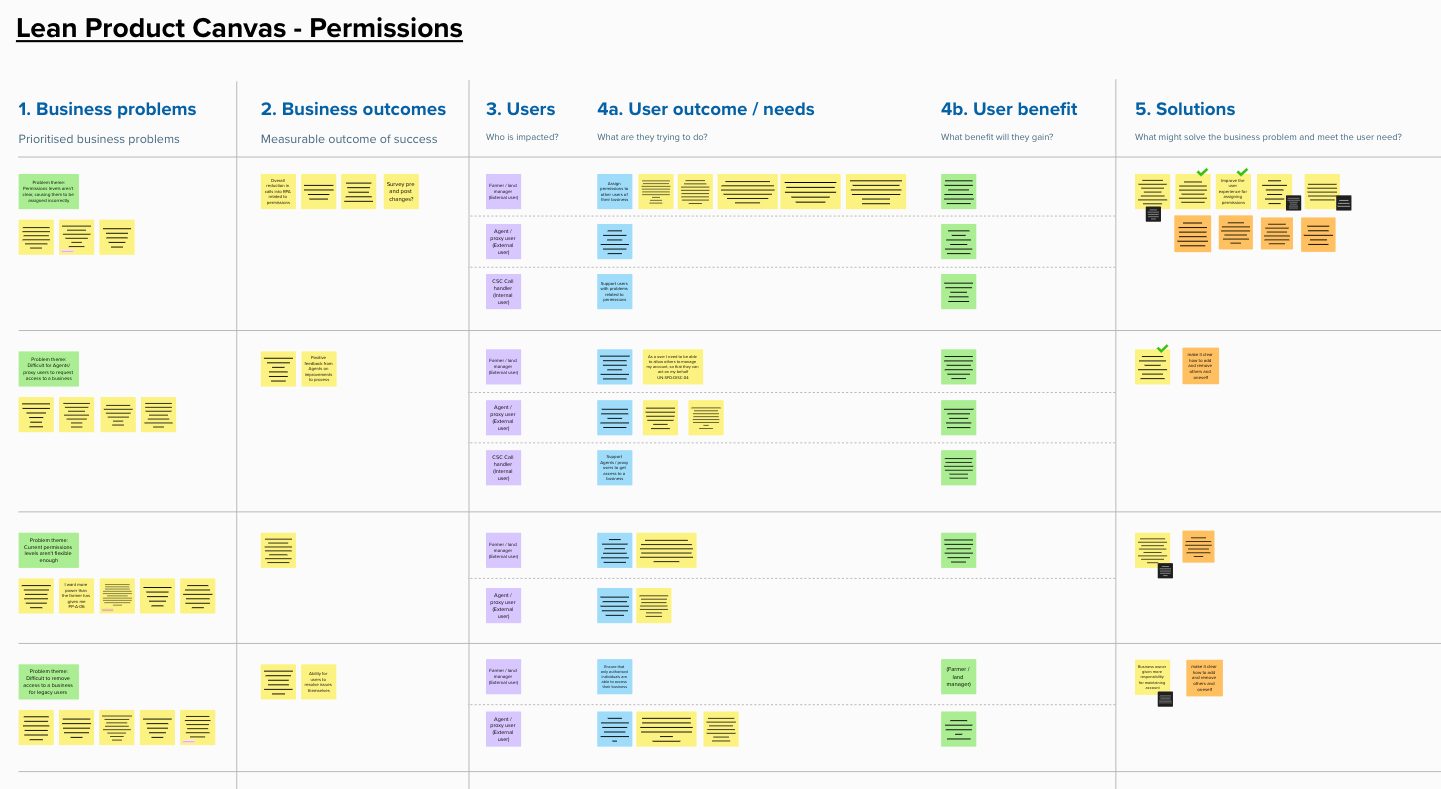 Lean Product Canvas - Permissions
1. Business problems
Prioritised business problems
2. Business outcomes
Measurable outcome of success
3. Users
Who is impacted?
4a. User outcome / needs
What are they trying to do?
4b. User benefit
What benefit will they gain?
5. Solutions
What might solve the business problem and meet the user need?
Problem theme:
Permissions levels aren't
clear, causing them to be
assigned incorrectly
Overall
reduction in
calls into RPA
related to
permissions
Survey pre
and post
changes?
Farmer / land
manager
(External user)
Assign
permissions to
other users of
their business
Improve the
user
experience for
assigning
permissions
Agent /
proxy user
(External
user)
CSC Call
handler
(Internal
user)
Support users
with problems
related to
permissions
Problem theme:
Difficult for Agents/
proxy users to request
access to a business
Positive
feedback from
Agents on
improvements
to process
Farmer / land
manager
(External user)
As a user I need to be able
to allow others to manage
my account, so that they can
act on my behalf
make it clear
how to add
and remove
others and
oneself
Agent /
proxy user
(External
user)
CSC Call
handler
(Internal
user)
Support
Agents / proxy
users to get
access to a
business
Problem theme:
Current permissions
levels aren't flexible
enough
I want more
power than
the farmer has
given me
Farmer / land
manager
(External user)
Agent /
proxy user
(External
user)
Problem theme:
Difficult to remove
access to a business
for legacy users
Ability for
users to
resolve issues
themselves
Farmer / land
manager
(External user)
Ensure that
only authorised
individuals are
able to access
their business
(Farmer /
land
manager)
Business owner
given more
responsibility
for maintaining
account
make it clear
how to add
and remove
others and
oneself
Agent /
proxy user
(External
user)